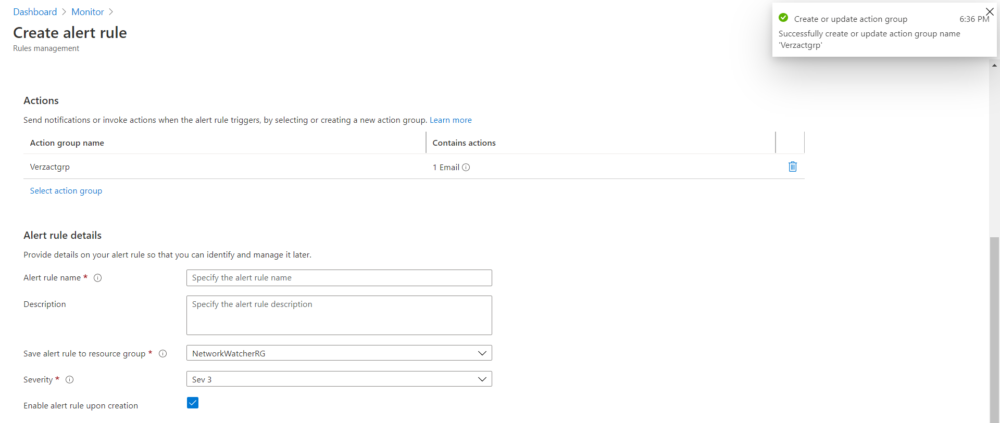 Dashboard > Monitor >
Create alert rule
Rules management
Create or update action group 6:36 PM
Successfully create or update action group name
'Verzactgrp'
Actions
Send notifications or invoke actions when the alert rule triggers, by selecting or creating a new action group. Learn more
Action group name Contains actions
Verzactgrp 1 Email
Select action group
Alert rule details
Provide details on your alert rule so that you can identify and manage it later.
Alert rule name * Specify the alert rule name
Description Specify the alert rule description
Save alert rule to resource group * NetworkWatcherRG
Severity * Sev 3
Enable alert rule upon creation